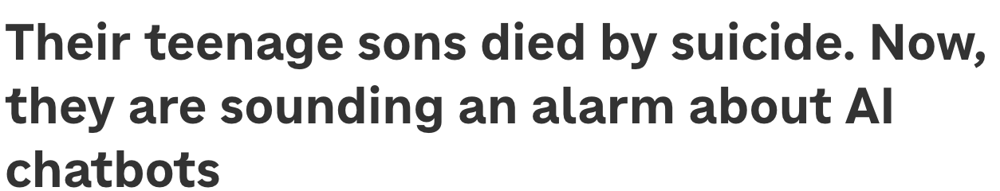 Their teenage sons died by suicide. Now,
they are sounding an alarm about AI
chatbots